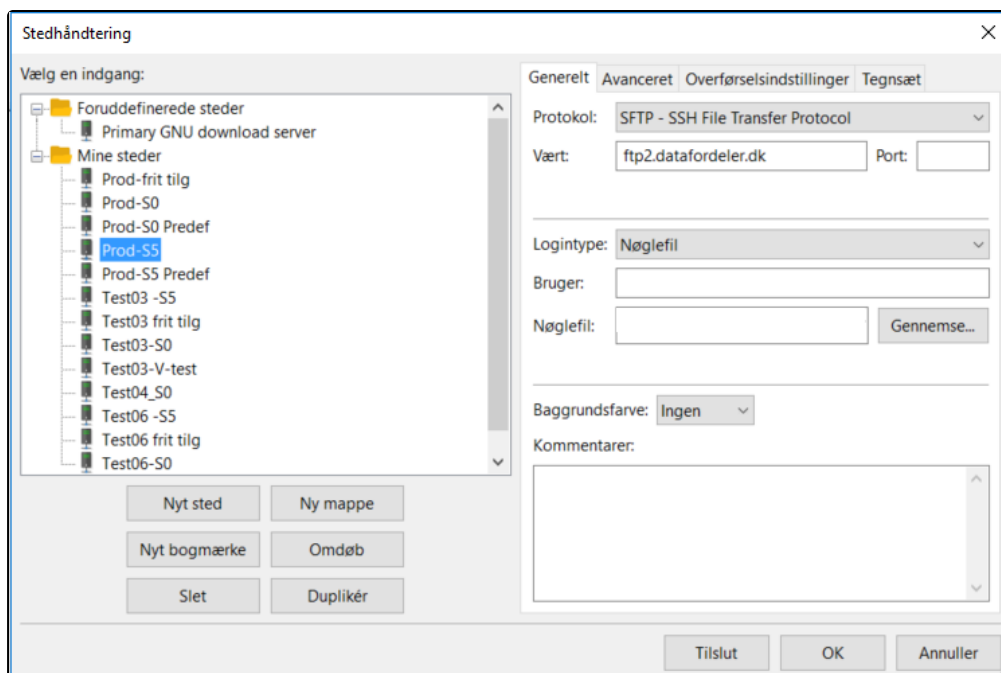 Stedhåndtering
Vælg en indgang:
Foruddefinerede steder
Primary GNU download server
Mine steder
Prod-frit tilg
Prod-S0
Prod-S0 Predef
Prod-S5
Prod-S5 Predef
Test03 -S5
Test03 frit tilg
Test03-S0
Test03-V-test
Test04_S0
Test06 -S5
Test06 frit tilg
Test06-S0
Nyt sted Ny mappe
Nyt bogmærke Omdøb
Slet Duplikér
Generelt Avanceret Overførselsindstillinger Tegnsæt
Protokol: SFTP - SSH File Transfer Protocol
Vært: ftp2.datafordeler.dk Port:
Logintype: Nøglefil
Bruger:
Nøglefil: Gennemse...
Baggrundsfarve: Ingen
Kommentarer:
Tilslut OK Annuller